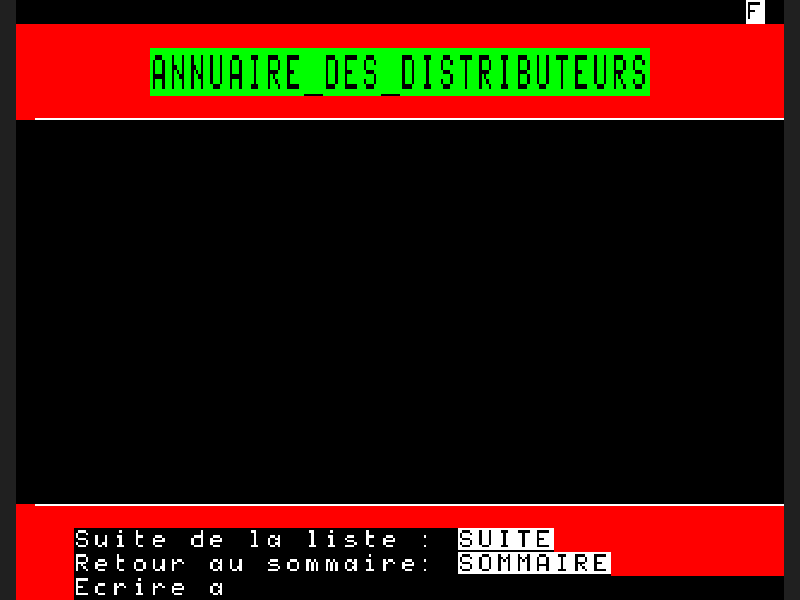 F
ANNUAIRE_DES_DISTRIBUTEURS
Suite de la liste : SUITE
Retour au sommaire: SOMMAIRE
Ecrire a